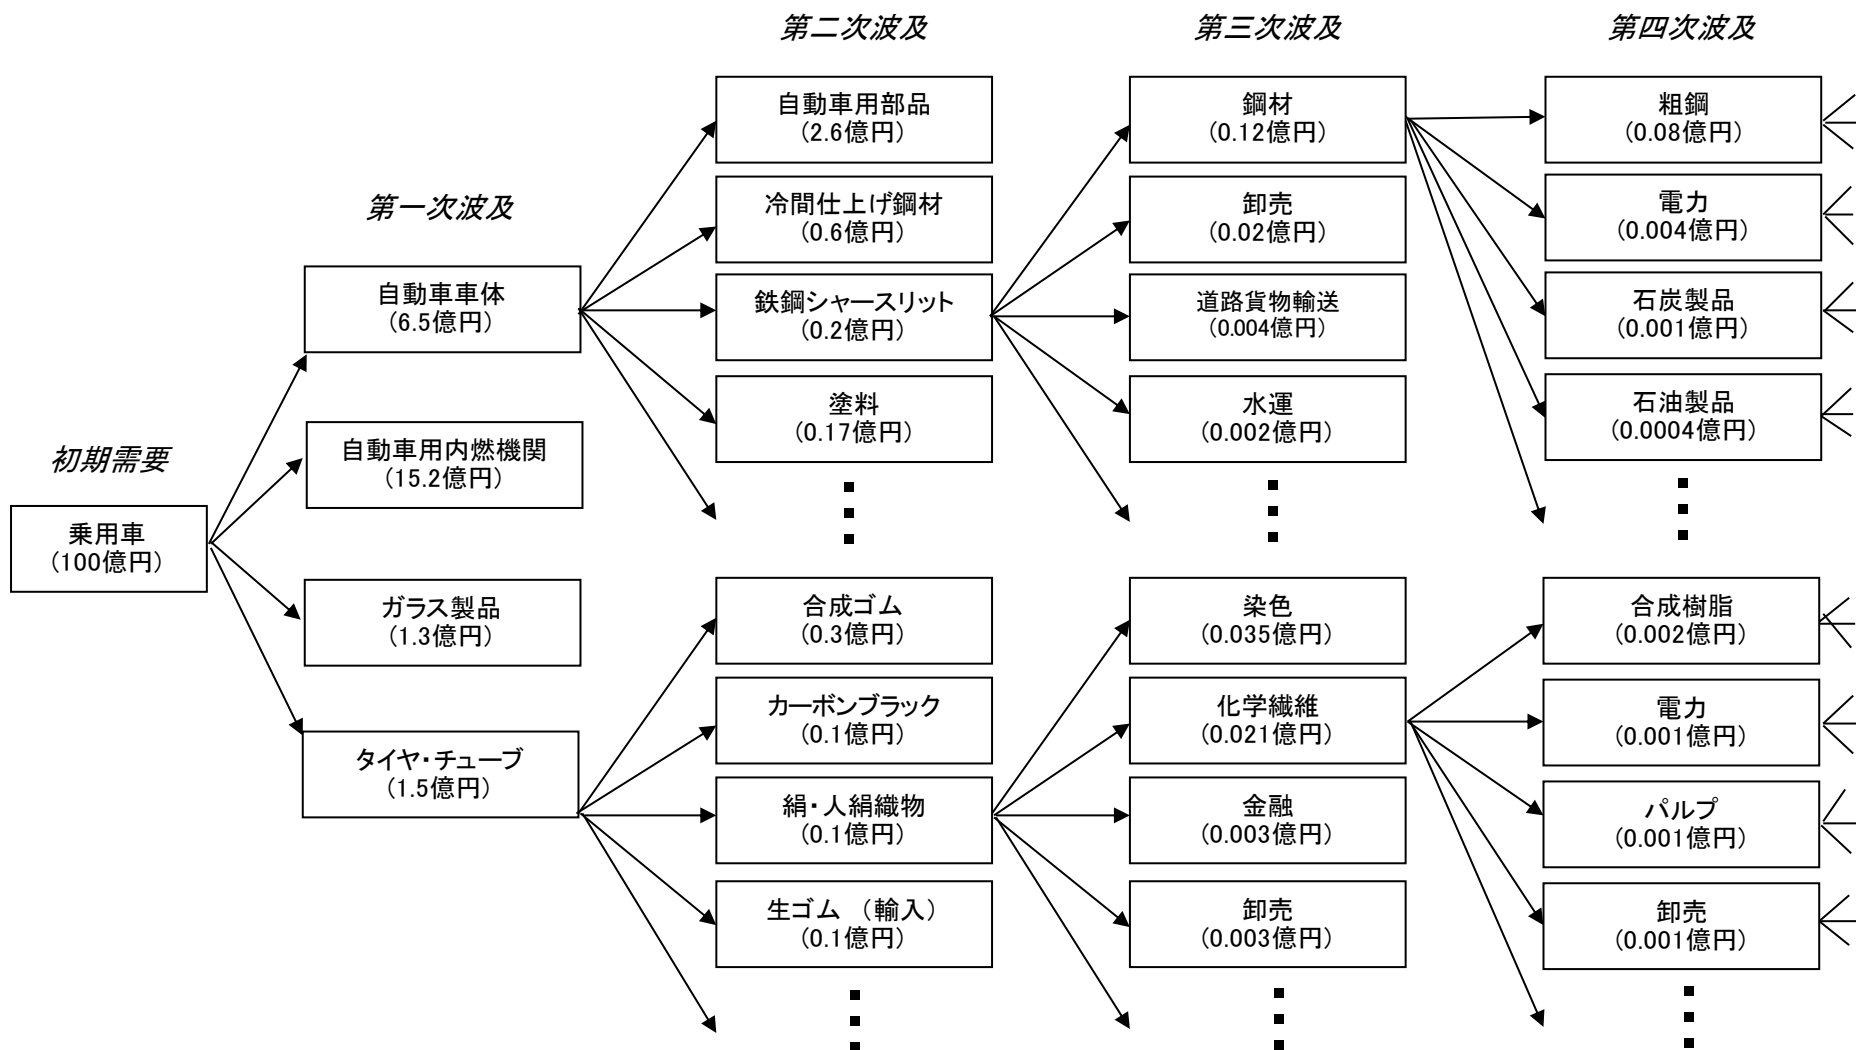 第二次波及
第三次波及
第四次波及
自動車用部品
(2.6億円)
鋼材
(0.12億円)
粗鋼
(0.08億円)
第一次波及
冷間仕上げ鋼材
(0.6億円)
卸売
(0.02億円)
電力
(0.004億円)
自動車車体
(6.5億円)
鉄鋼シャースリット
(0.2億円)
道路貨物輸送
(0.004億円)
石炭製品
(0.001億円)
塗料
(0.17億円)
水運
(0.002億円)
石油製品
(0.0004億円)
初期需要
自動車用内燃機関
(15.2億円)
乗用車
(100億円)
ガラス製品
(1.3億円)
合成ゴム
(0.3億円)
染色
(0.035億円)
合成樹脂
(0.002億円)
カーボンブラック
(0.1億円)
化学繊維
(0.021億円)
電力
(0.001億円)
タイヤ・チューブ
(1.5億円)
絹・人絹織物
(0.1億円)
金融
(0.003億円)
パルプ
(0.001億円)
生ゴム (輸入)
(0.1億円)
卸売
(0.003億円)
卸売
(0.001億円)